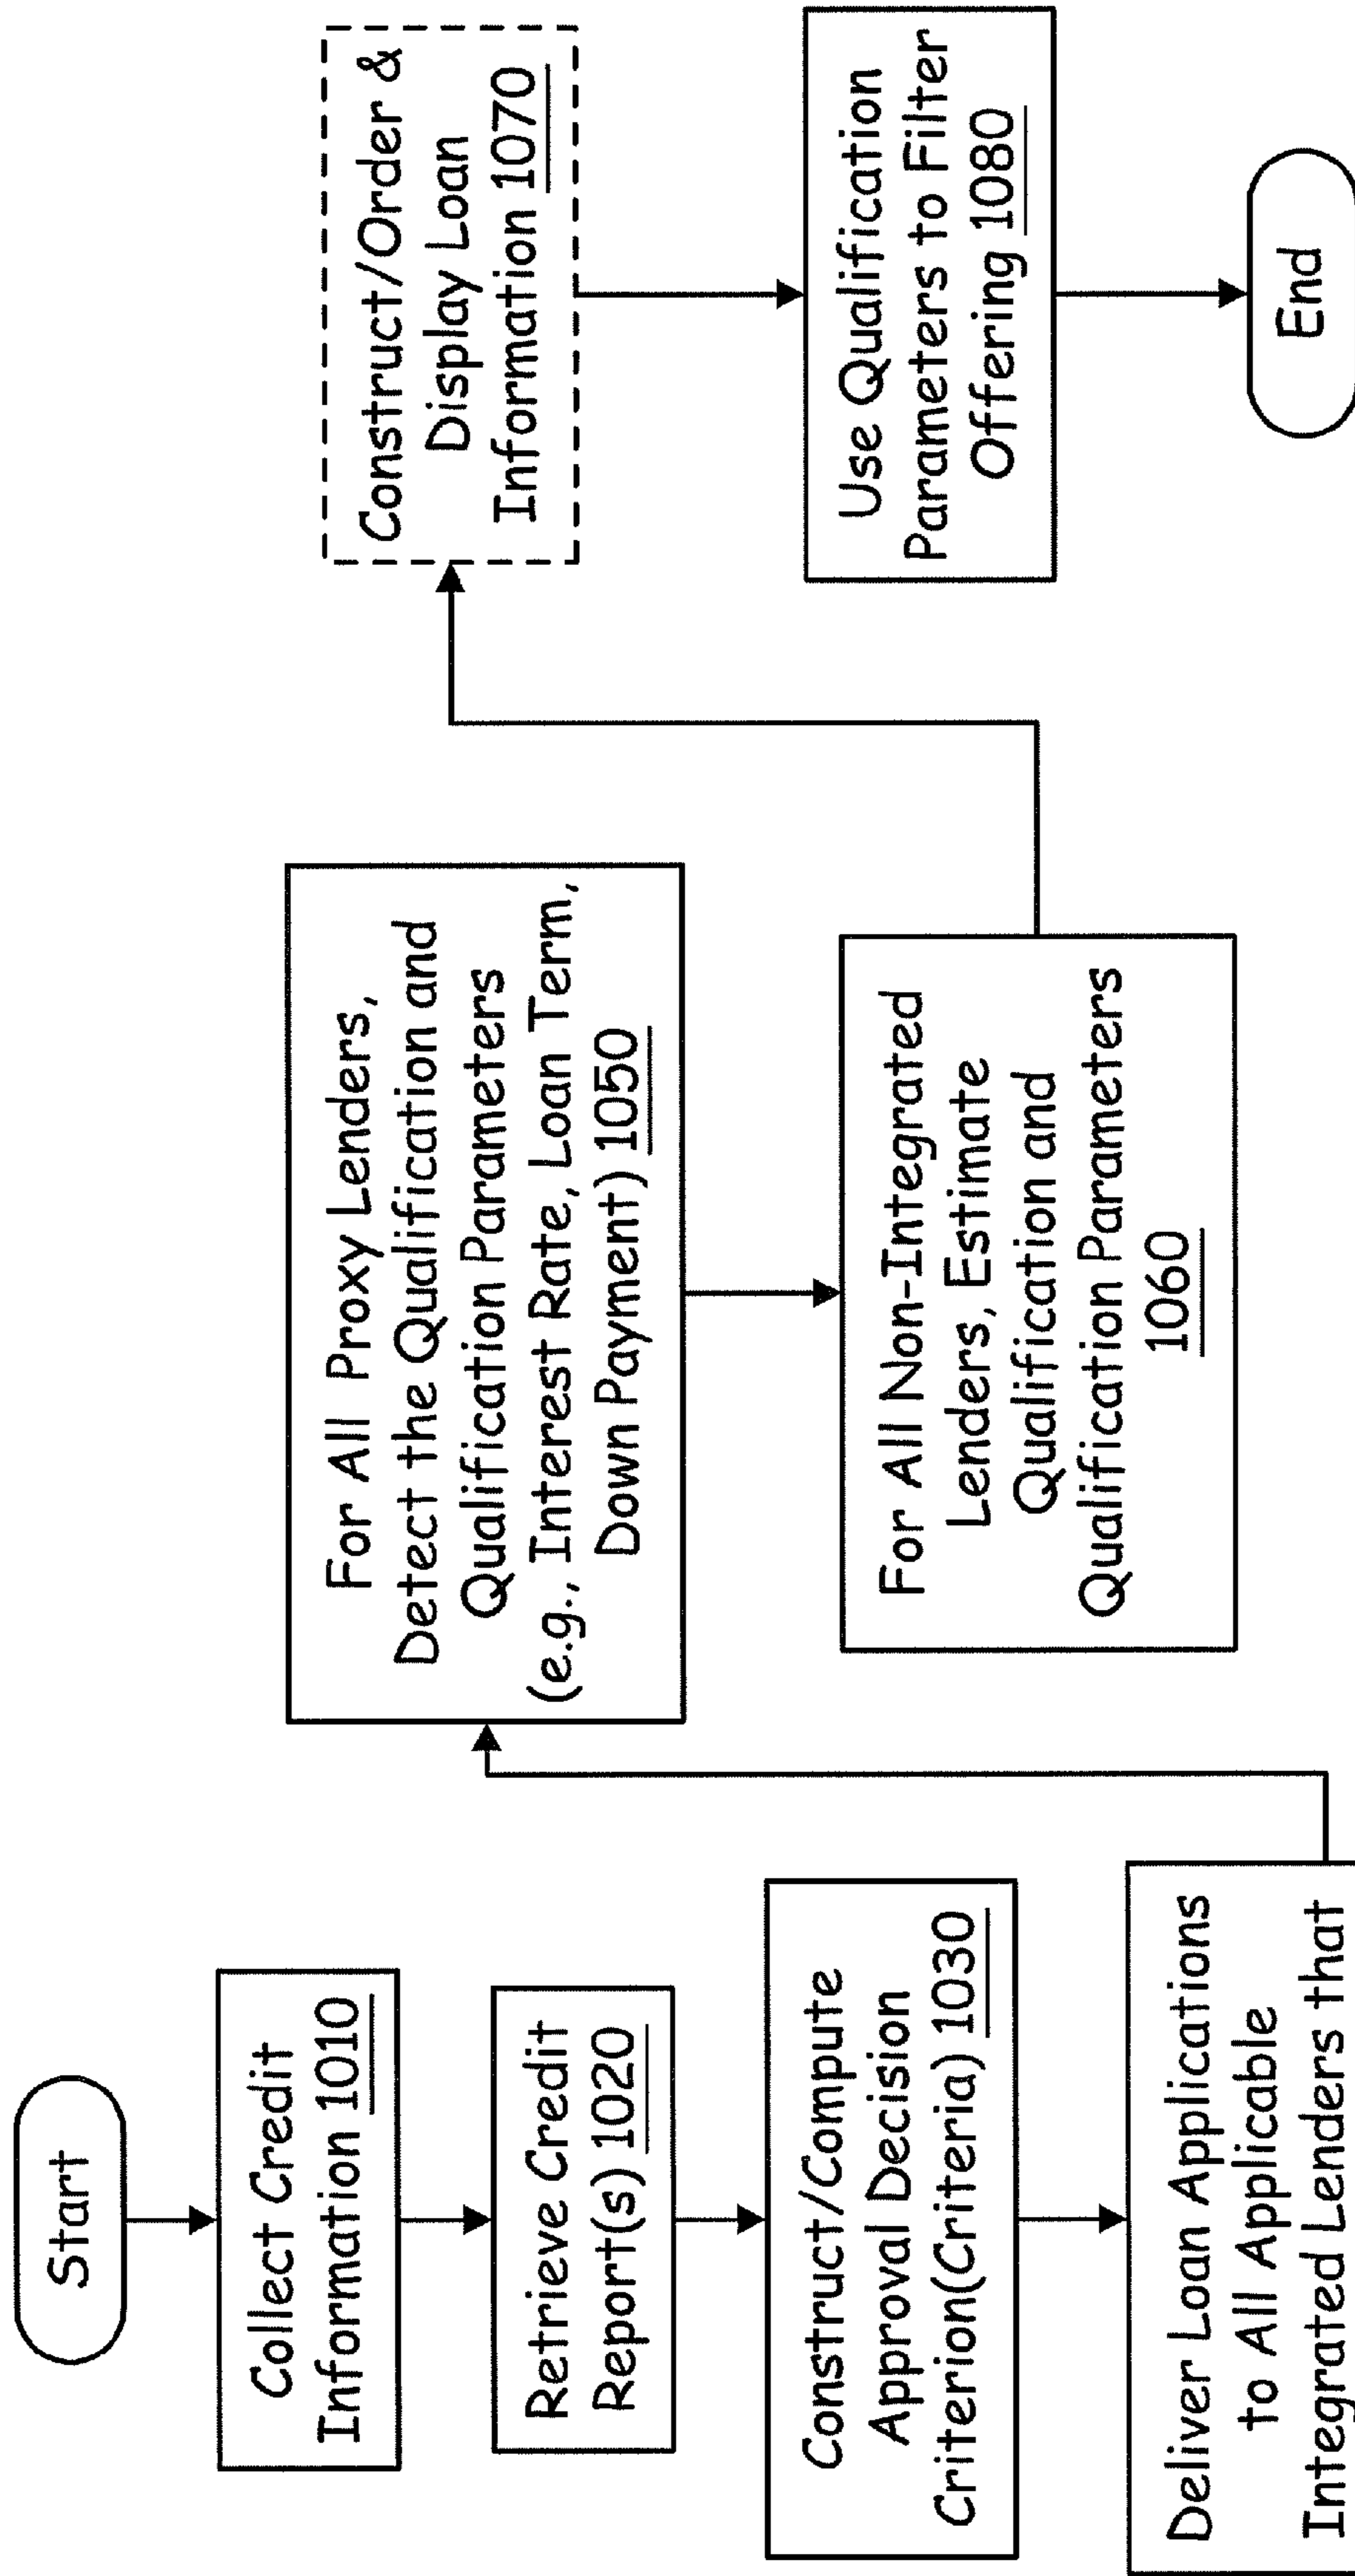 Start
Collect Credit
Information 1010
Retrieve Credit
Report(s) 1020
Construct/Compute
Approval Decision
Criterion(Criteria) 1030
Deliver Loan Applications
to All Applicable
Integrated Lenders that
For All Proxy Lenders,
Detect the Qualification and
Qualification Parameters
(e.g., Interest Rate, Loan Term,
Down Payment) 1050
For All Non-Integrated
Lenders, Estimate
Qualification and
Qualification Parameters
1060
Construct/Order &
Display Loan
Information 1070
Use Qualification
Parameters to Filter
Offering 1080
End